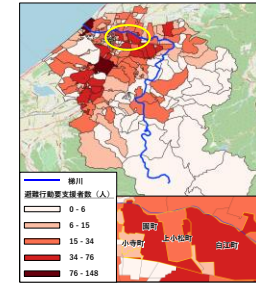 梯川
避難行動要支援者数（人）
0 - 6
6 - 15
15 - 34
34 - 76
76 - 148
園町
小寺町
上小松町
白江町